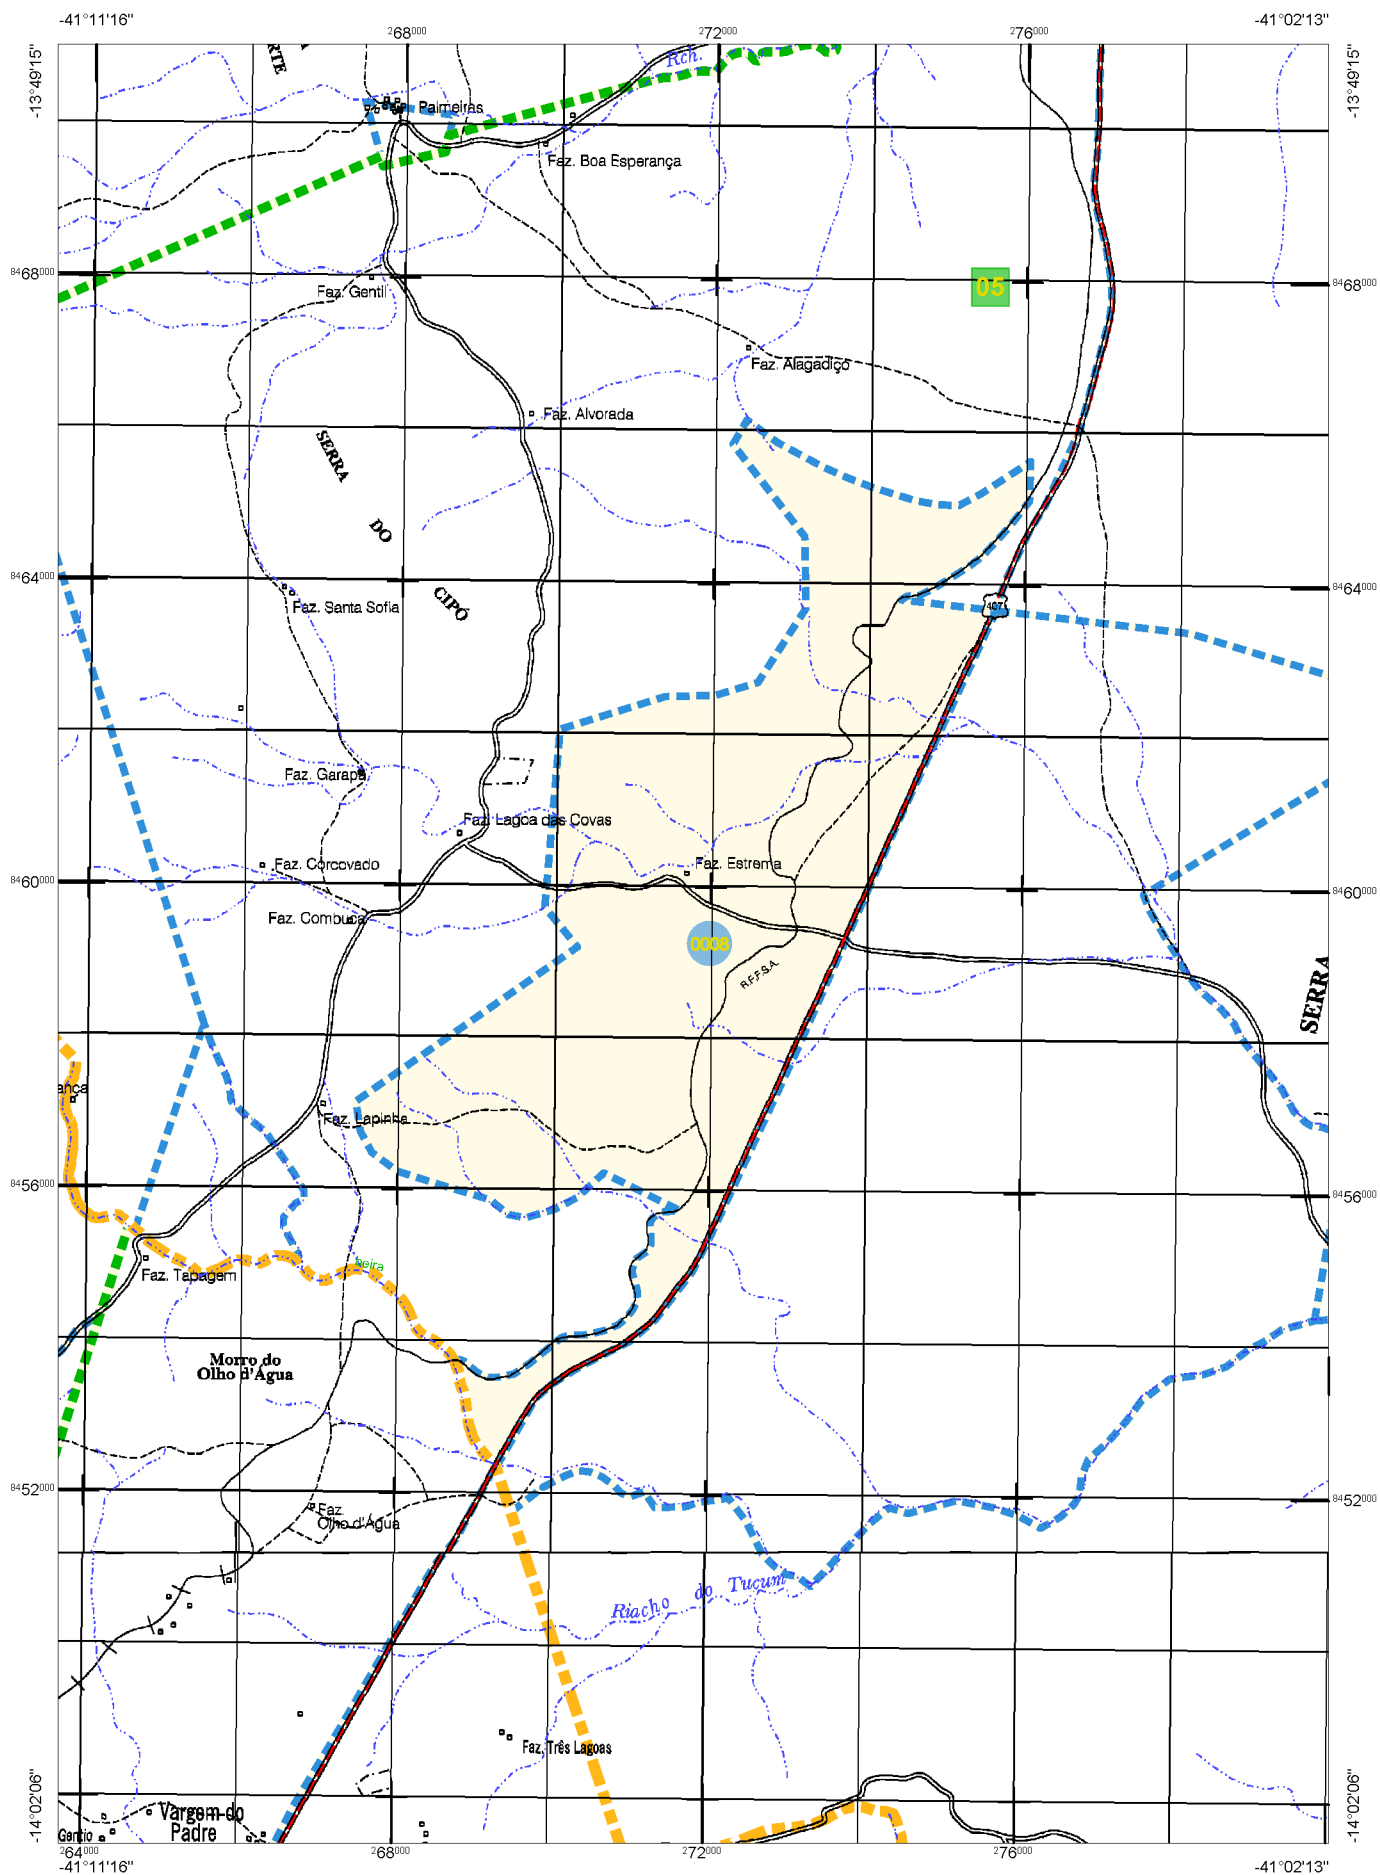 -41°11'16"
-41°02'13"
268000
272000
276000
-13°49'15"
-13°49'15"
RTE
Rch.
Palmeiras
Faz. Boa Esperança
8468000
8468000
05
Faz. Gentil
Faz. Alagadiço
Faz. Alvorada
SERRA
DO
CIPÓ
8464000
8464000
407
Faz. Santa Sofia
Faz. Garapa
Faz. Lagoa das Covas
Faz. Corcovado
Faz. Estrema
8460000
8460000
Faz. Combuca
0008
R.F.F.S.A.
SERRA
ança
Faz. Lapinha
8456000
8456000
beira
Faz. Tapagem
Morro do
Olho d'Água
8452000
8452000
Faz.
Olho d'Água
Riacho do Tucum
Faz. Três Lagoas
-14°02'06"
-14°02'06"
Vargem do
Padre
Gentio
264000
268000
272000
276000
-41°11'16"
-41°02'13"